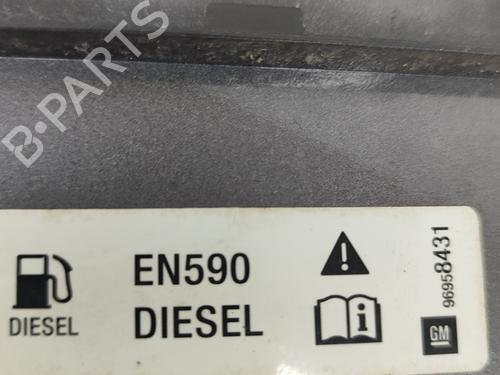 B-PARTS
DIESEL
EN590
DIESEL
96958431
GM